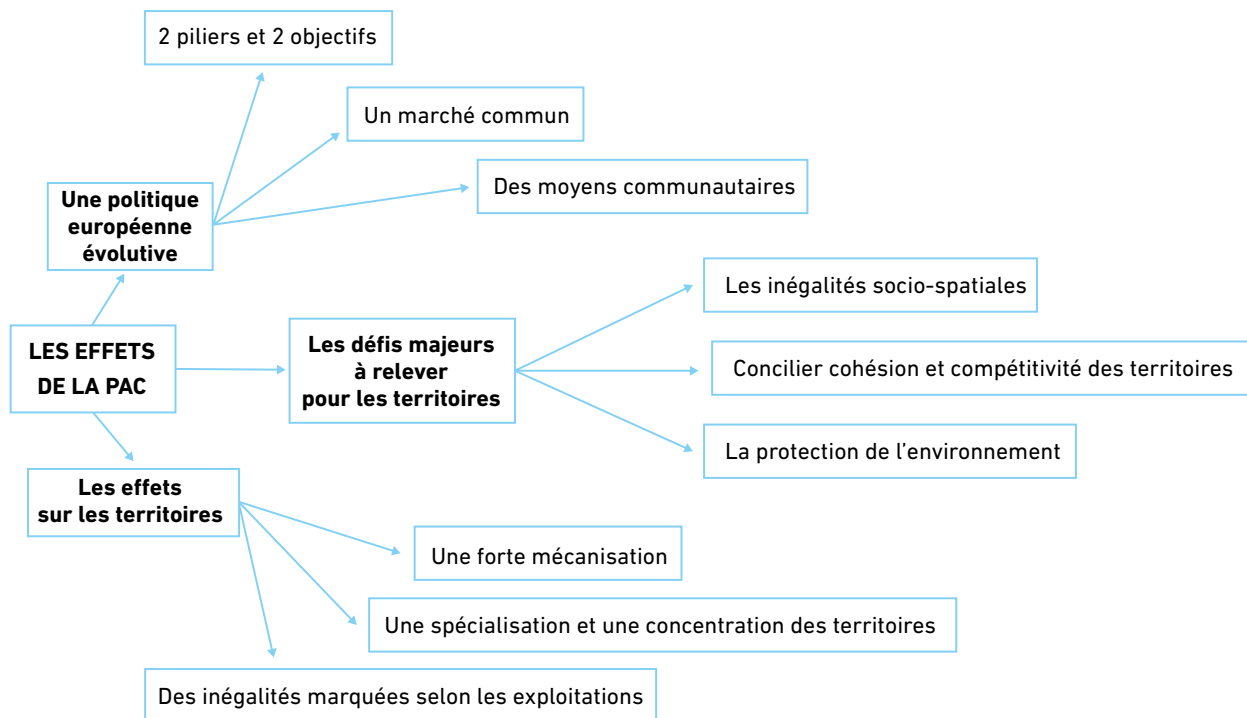 2 piliers et 2 objectifs
Un marché commun
Des moyens communautaires
Une politique
européenne
évolutive
Les inégalités socio-spatiales
LES EFFETS
DE LA PAC
Les défis majeurs
à relever
pour les territoires
Concilier cohésion et compétitivité des territoires
La protection de l’environnement
Les effets
sur les territoires
Une forte mécanisation
Une spécialisation et une concentration des territoires
Des inégalités marquées selon les exploitations